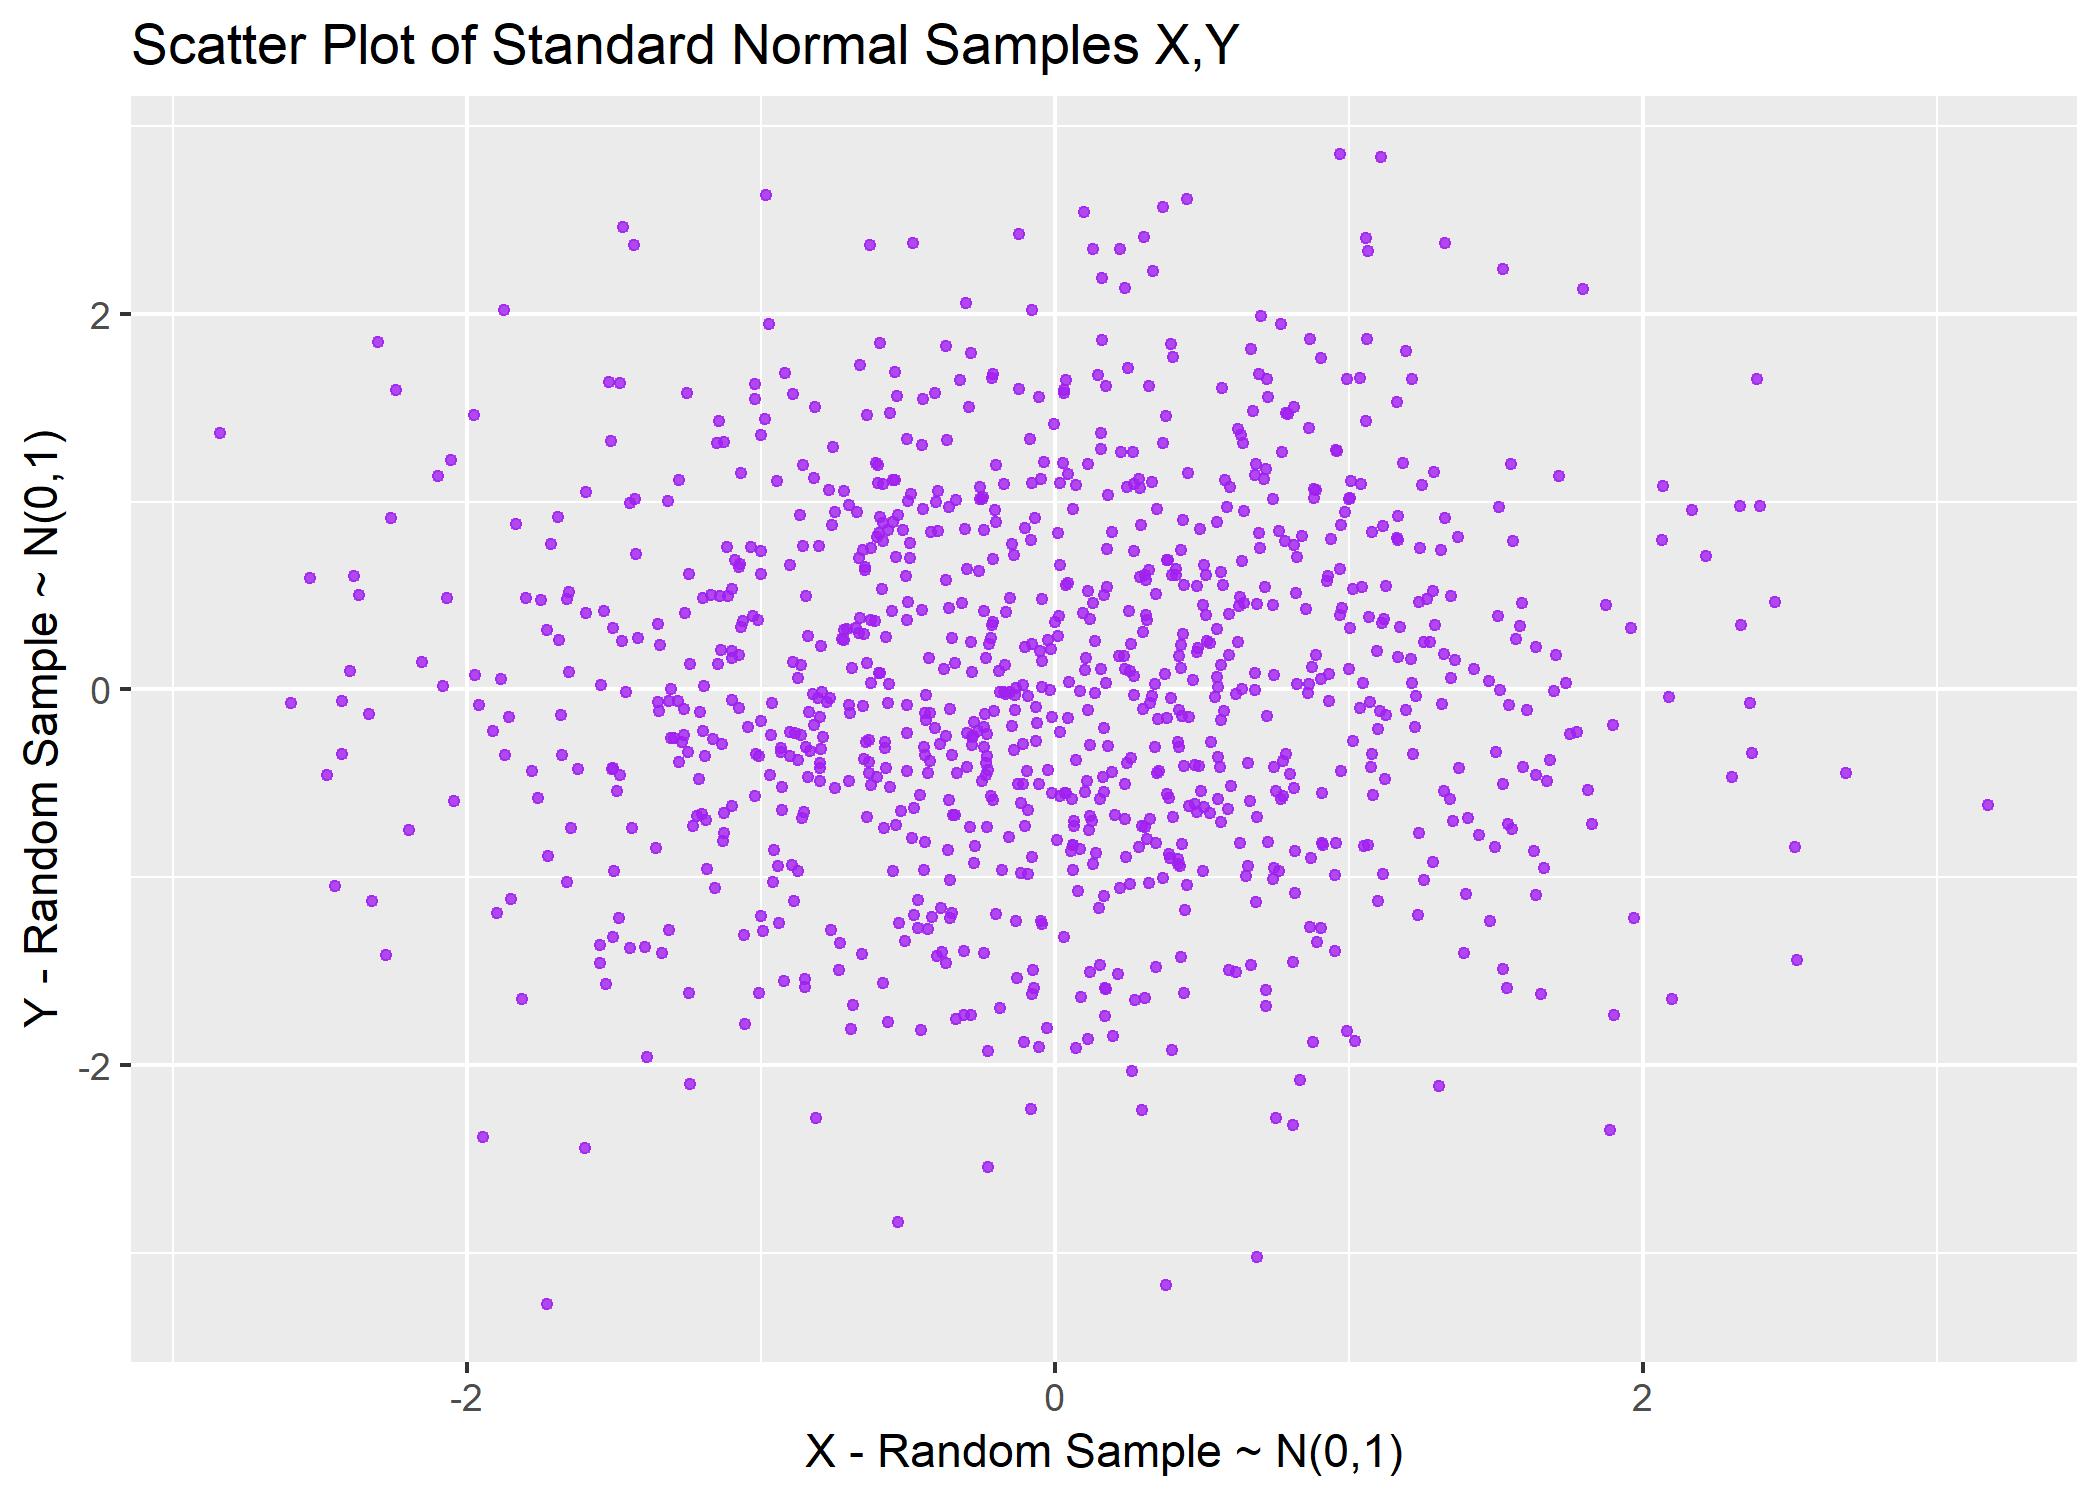 Scatter Plot of Standard Normal Samples X,Y
Y - Random Sample ~ N(0,1)
2
0
-2
-2
0
2
X - Random Sample ~ N(0,1)